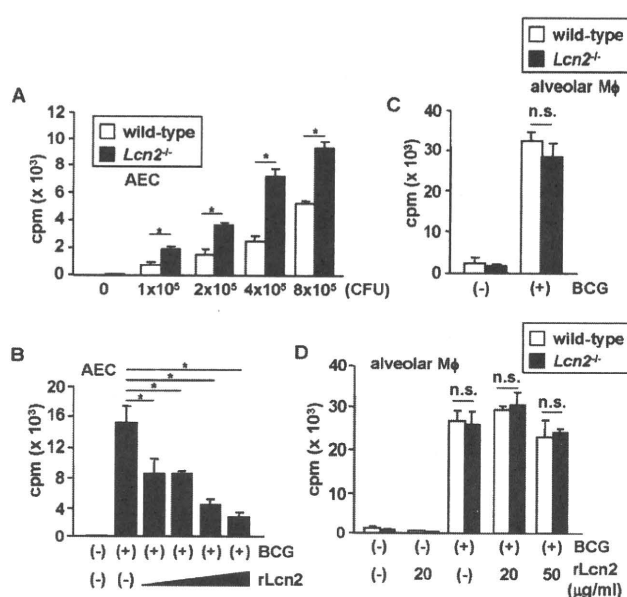 wild-type
Lcn2-/-
A
12
10
8
6
4
2
0
cpm (x 10³)
wild-type
Lcn2-/-
AEC
*
*
*
*
0 1x10⁵ 2x10⁵ 4x10⁵ 8x10⁵ (CFU)
C
alveolar Mϕ
40
30
20
10
0
cpm (x 10³)
n.s.
(-) (+) BCG
B
AEC
16
12
8
4
0
cpm (x 10³)
*
*
*
*
(-) (+) (+) (+) (+) (+) BCG
(-) (-) rLcn2
wild-type
Lcn2-/-
D
alveolar Mϕ
40
30
20
10
0
cpm (x 10³)
n.s.
n.s.
n.s.
(-) (-) (+) (+) (+) BCG
(-) 20 (-) 20 50 rLcn2
(μg/ml)